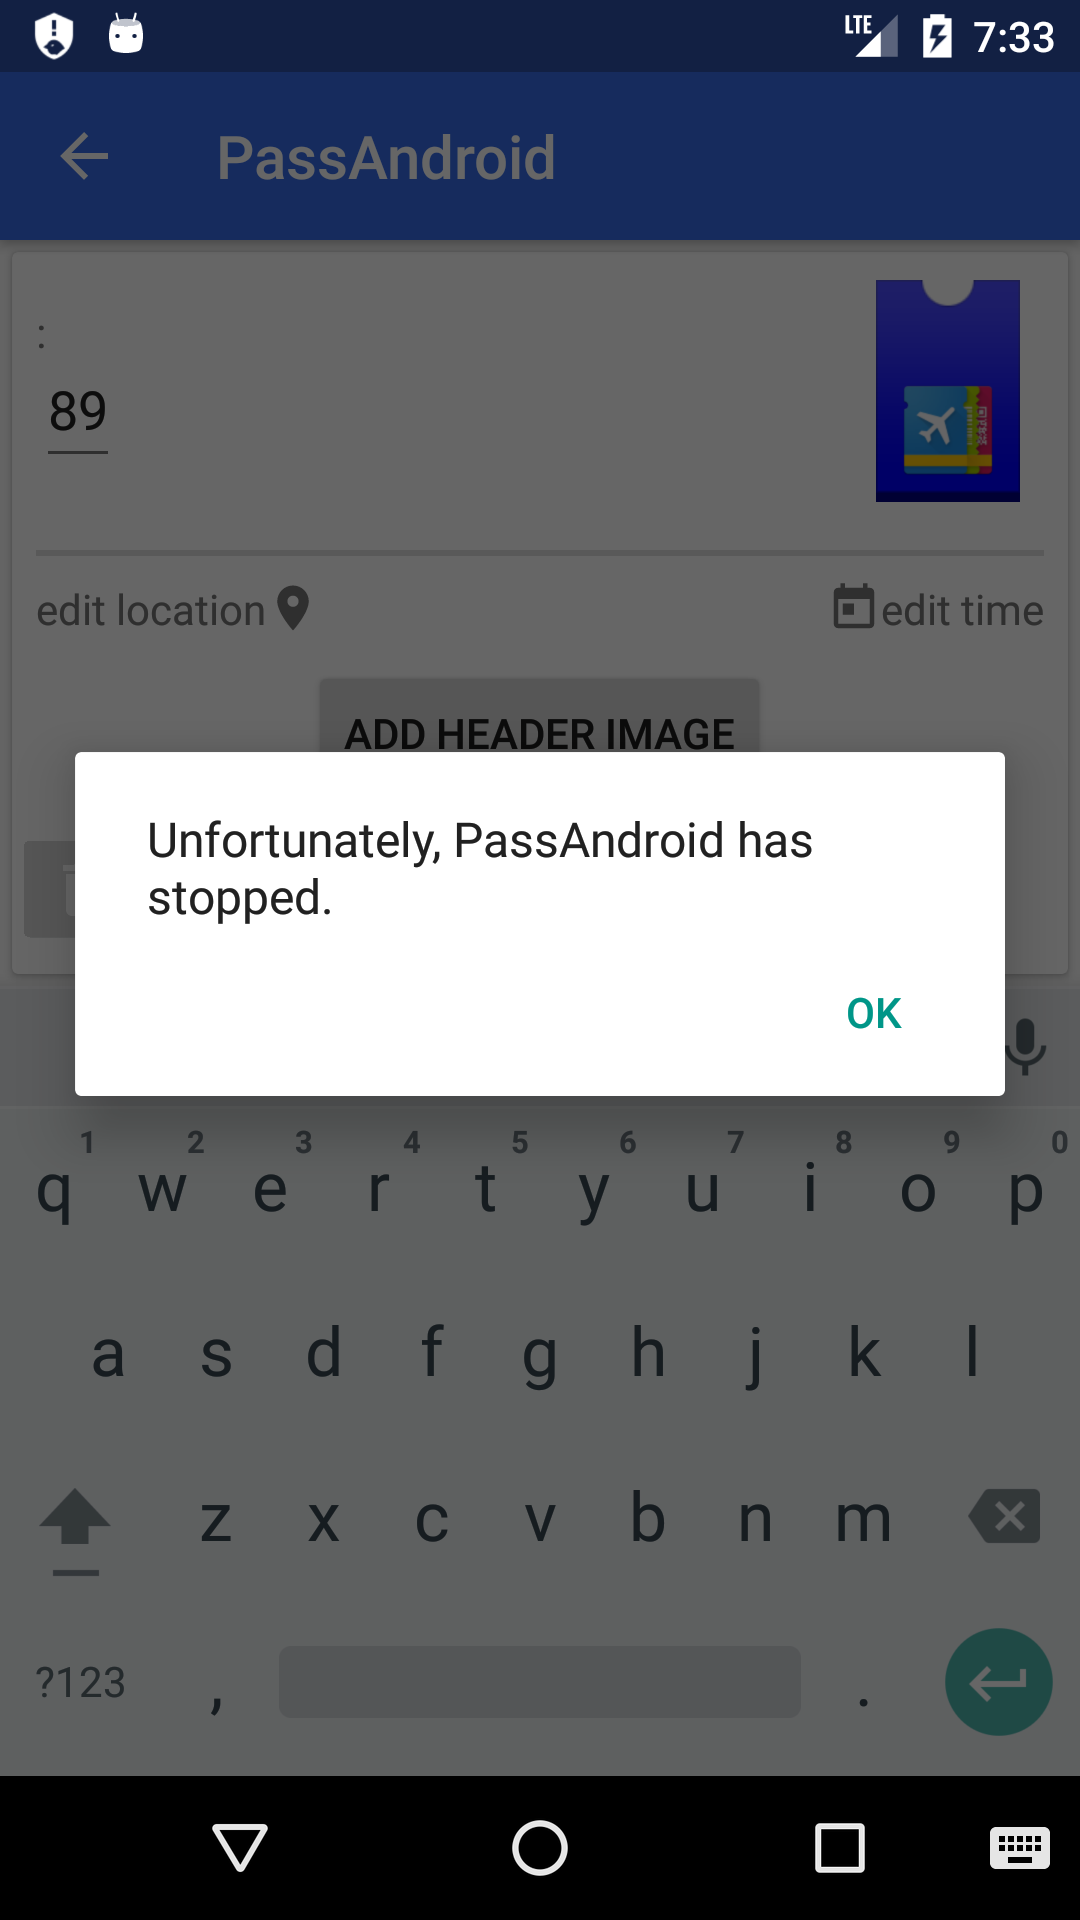 LTE 7:33
PassAndroid
:
89
edit location edit time
ADD HEADER IMAGE
Unfortunately, PassAndroid has
stopped.
OK
1 2 3 4 5 6 7 8 9 0
q w e r t y u i o p
a s d f g h j k l
z x c v b n m
?123 , .